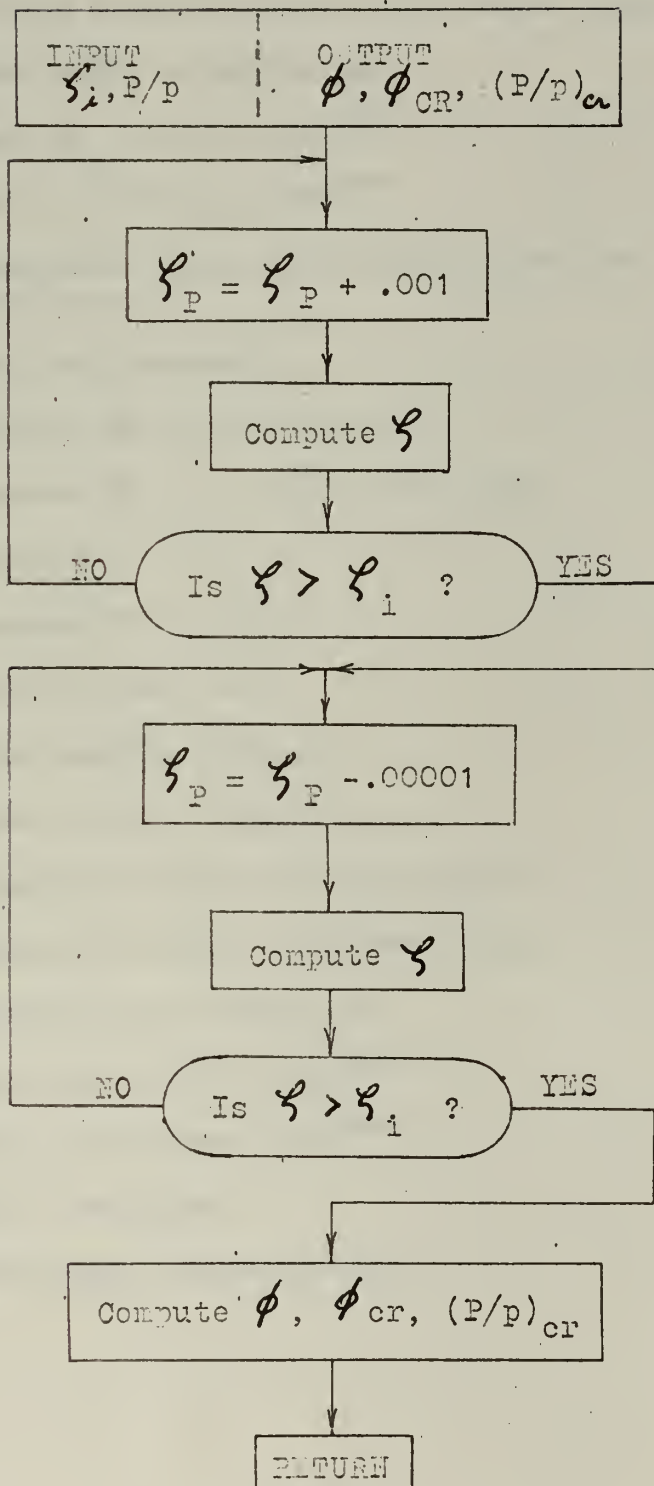 INPUT OUTPUT
ζi, P/p ϕ, ϕCR, (P/p)cr
ζP = ζP + .001
Compute ζ
NO Is ζ > ζi ? YES
ζP = ζP -.00001
Compute ζ
NO Is ζ > ζi ? YES
Compute ϕ, ϕcr, (P/p)cr
RETURN